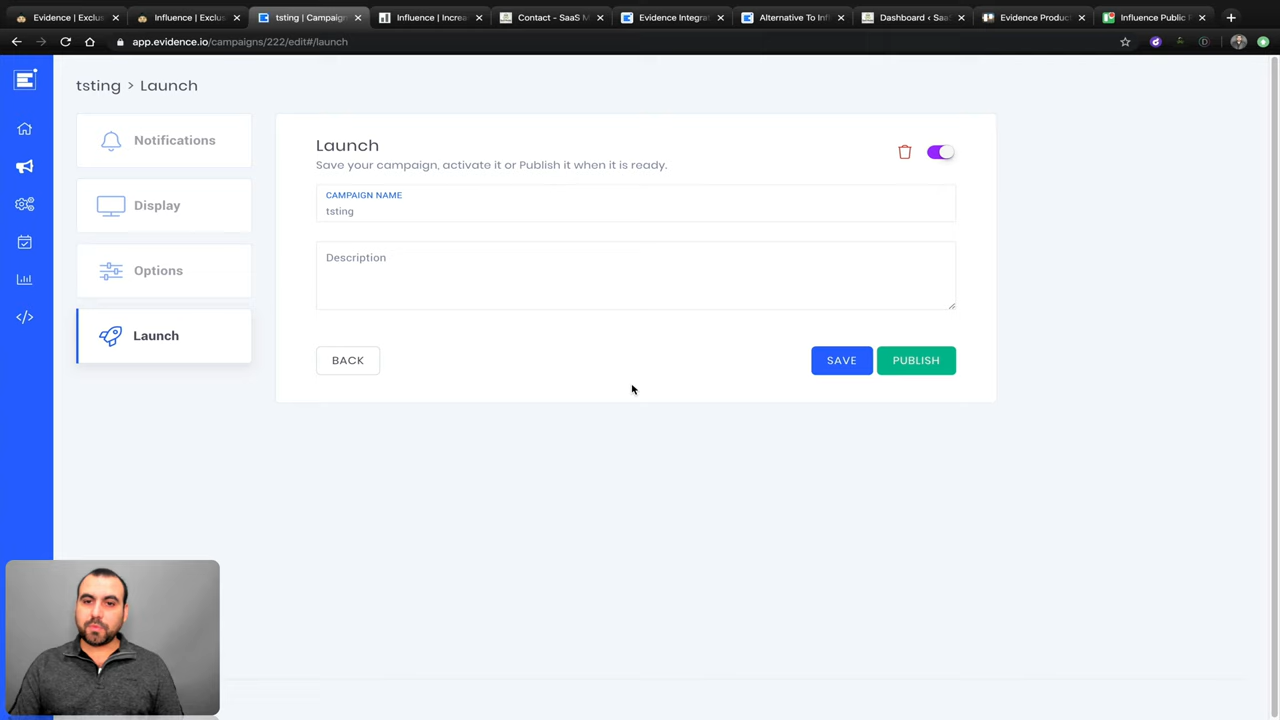 Evidence | Exclus
Influence | Exclus
tsting | Campaign
Influence | Increa
Contact - SaaS M
Evidence Integra
Alternative To Infl
Dashboard ‹ Saa
Evidence Produc
Influence Public F
app.evidence.io/campaigns/222/edit#/launch
tsting > Launch
Notifications
Display
Options
Launch
Launch
Save your campaign, activate it or Publish it when it is ready.
CAMPAIGN NAME
tsting
Description
BACK
SAVE
PUBLISH